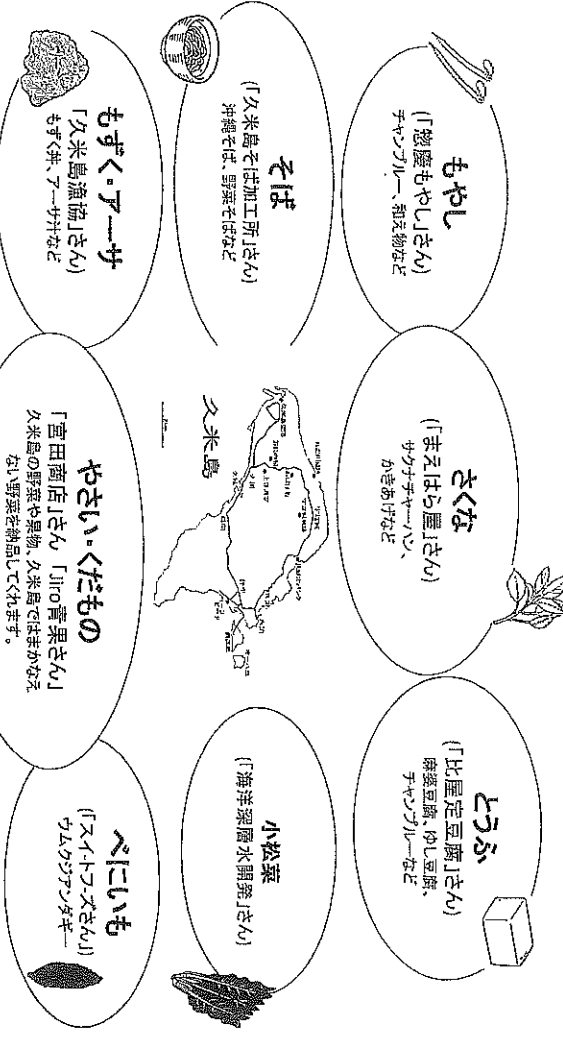 もやし
(「惣慶もやし」さん)
チャンプルー、和え物など
さくな
(「まえはら屋」さん)
サクナチャーハン、
かきあげなど
とうふ
(「比屋定豆腐」さん)
麻婆豆腐、ゆし豆腐、
チャンプルーなど
そば
(「久米島そば加工所」さん)
沖縄そば、野菜そばなど
久米島
小松菜
(「海洋深層水開発」さん)
もずく・アーサ
(「久米島漁協」さん)
もずく丼、アーサ汁など
やさい・くだもの
「宮田商店」さん 「Jiro青果さん」
久米島の野菜や果物、久米島ではまかなえ
ない野菜を納品してくれます。
べにいも
(「スイートフーズさん」)
ウムクジアンダギー